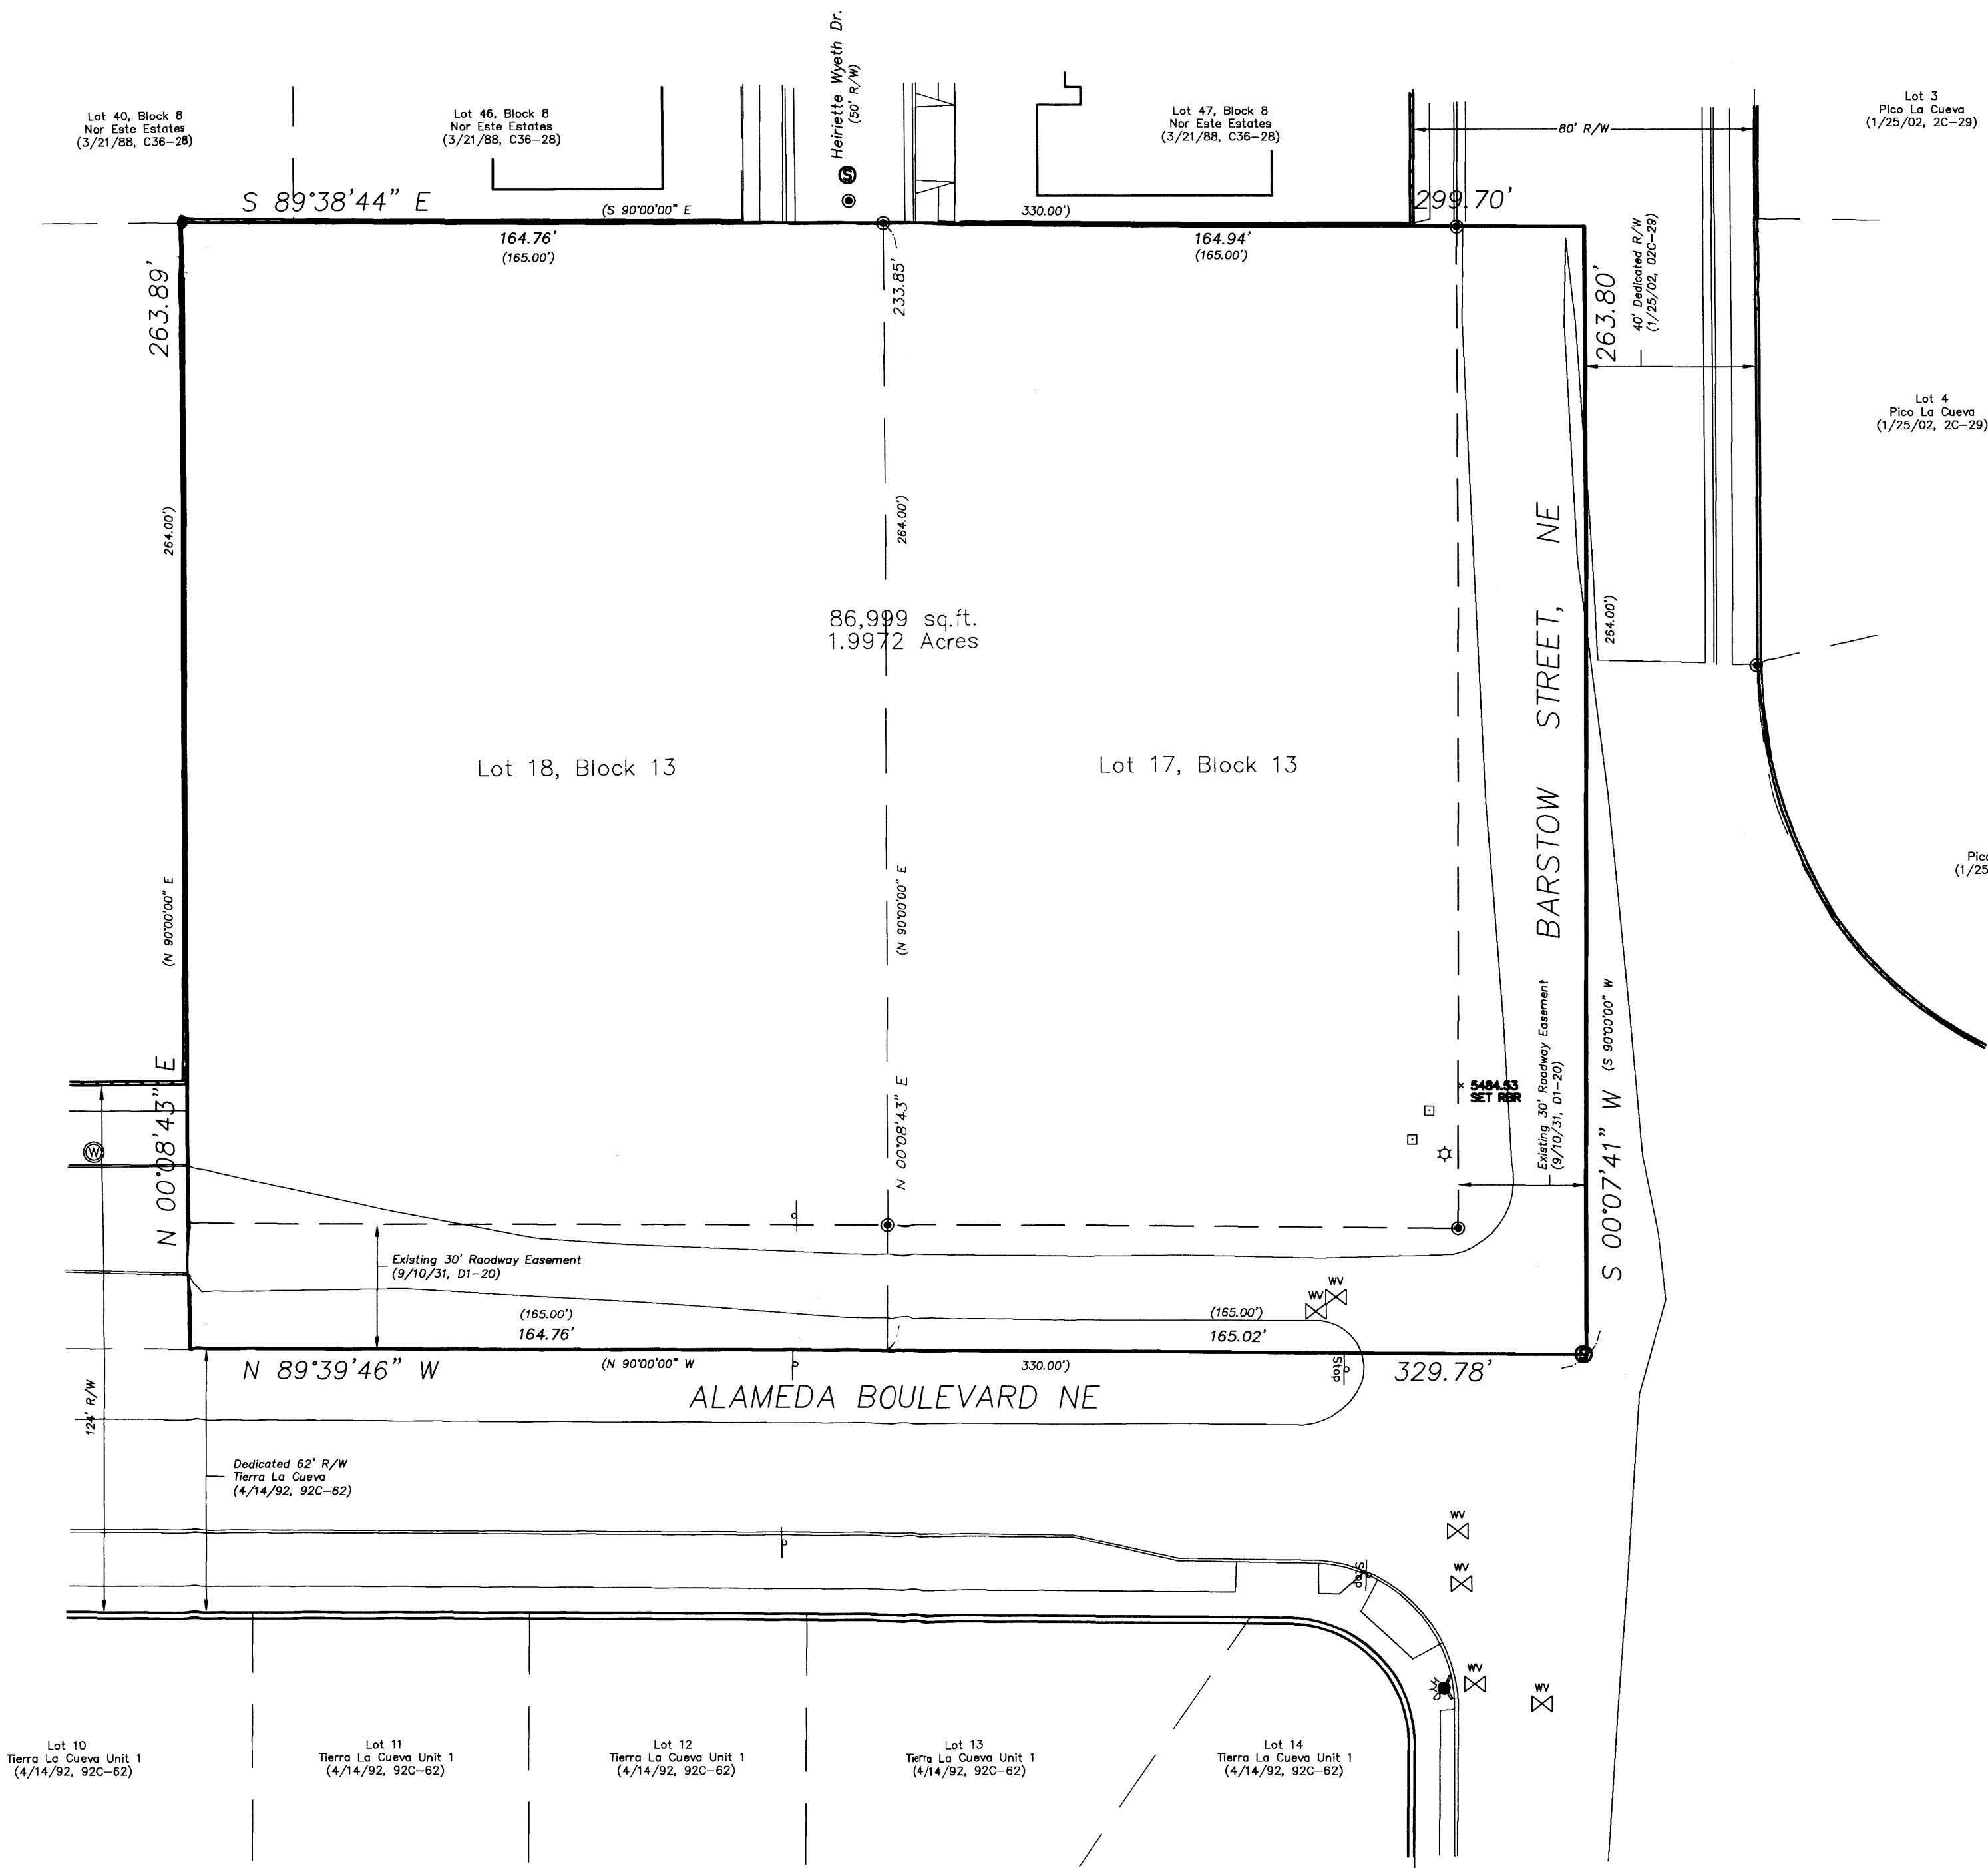 Heiriette Wyeth Dr.
(50' R/W)
Lot 40, Block 8
Nor Este Estates
(3/21/88, C36-28)
Lot 46, Block 8
Nor Este Estates
(3/21/88, C36-28)
Lot 47, Block 8
Nor Este Estates
(3/21/88, C36-28)
80' R/W
Lot 3
Pico La Cueva
(1/25/02, 2C-29)
S
S 89°38'44" E
(S 90°00'00" E
330.00')
299.70'
164.76'
(165.00')
164.94'
(165.00')
263.89'
233.85'
263.80'
40' Dedicated R/W
(1/25/02, 02C-29)
Lot 4
Pico La Cueva
(1/25/02, 2C-29)
264.00')
264.00')
264.00')
86,999 sq.ft.
1.9972 Acres
BARSTOW STREET, NE
Lot 18, Block 13
Lot 17, Block 13
Pico
(1/25
(N 90°00'00" E
(N 90°00'00" E
(S 90°00'00" W
N 00°08'43" E
N 00°08'43" E
S 00°07'41" W
5484.53
SET RBR
Existing 30' Raodway Easement
(9/10/31, D1-20)
W
Existing 30' Raodway Easement
(9/10/31, D1-20)
WV
WV
(165.00')
164.76'
(165.00')
165.02'
N 89°39'46" W
(N 90°00'00" W
330.00')
Stop
329.78'
ALAMEDA BOULEVARD NE
124' R/W
Dedicated 62' R/W
Tierra La Cueva
(4/14/92, 92C-62)
WV
WV
Stop
WV
WV
HYD
Lot 10
Tierra La Cueva Unit 1
(4/14/92, 92C-62)
Lot 11
Tierra La Cueva Unit 1
(4/14/92, 92C-62)
Lot 12
Tierra La Cueva Unit 1
(4/14/92, 92C-62)
Lot 13
Tierra La Cueva Unit 1
(4/14/92, 92C-62)
Lot 14
Tierra La Cueva Unit 1
(4/14/92, 92C-62)